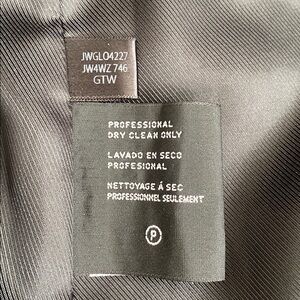 JWGL04227
JW4WZ 746
GTW
PROFESSIONAL
DRY CLEAN ONLY
LAVADO EN SECO
PROFESIONAL
NETTOYAGE À SEC
PROFESSIONNEL SEULEMENT
P